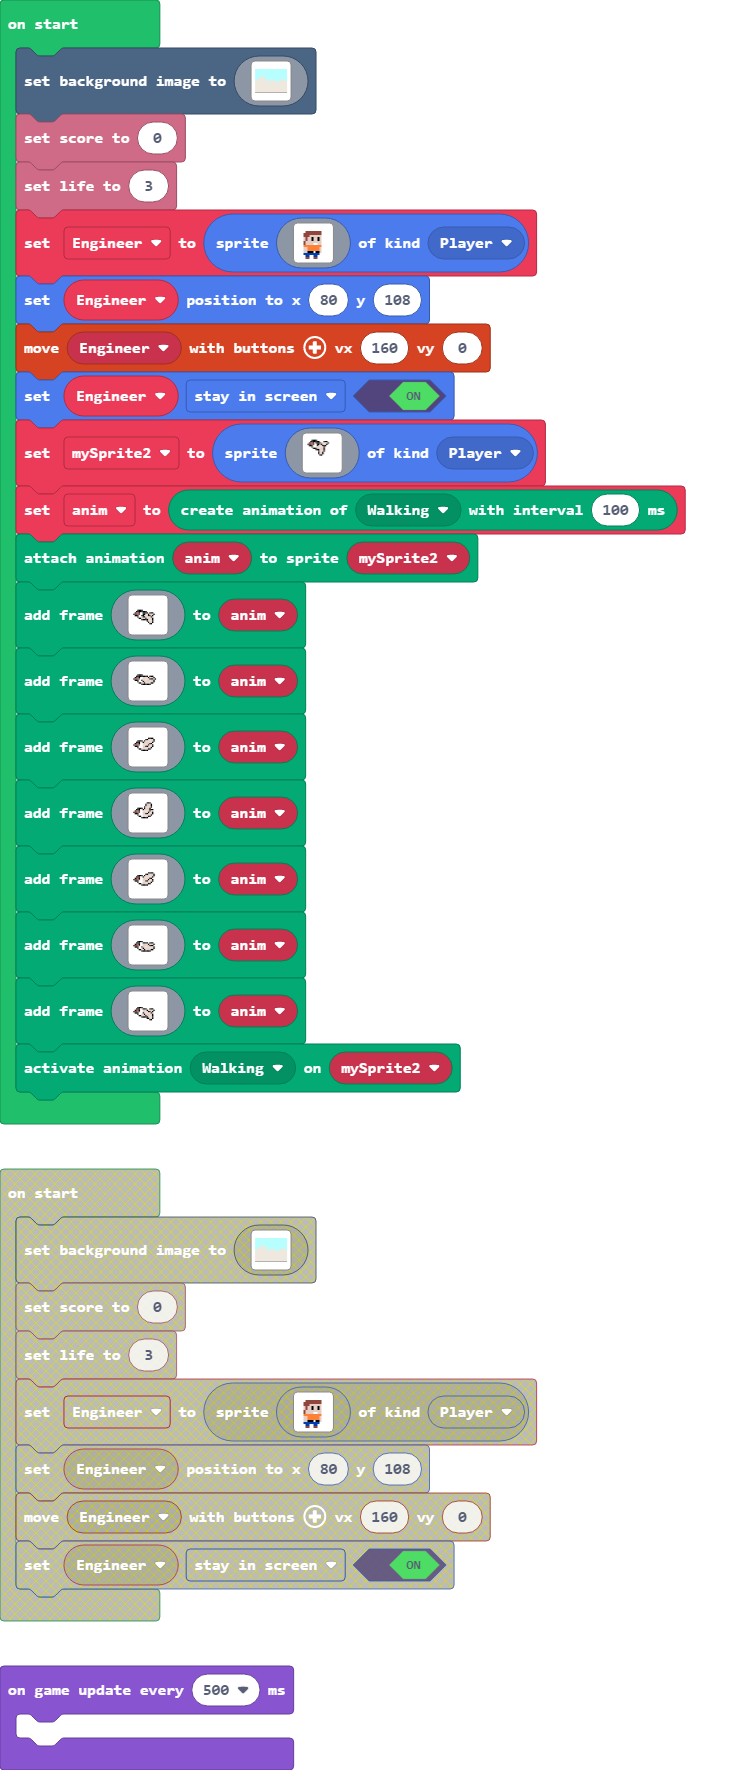 on start
set background image to
set score to 0
set life to 3
set Engineer to sprite of kind Player
set Engineer position to x 80 y 108
move Engineer with buttons vx 160 vy 0
set Engineer stay in screen ON
set mySprite2 to sprite of kind Player
set anim to create animation of Walking with interval 100 ms
attach animation anim to sprite mySprite2
add frame to anim
add frame to anim
add frame to anim
add frame to anim
add frame to anim
add frame to anim
add frame to anim
activate animation Walking on mySprite2
on start
set background image to
set score to 0
set life to 3
set Engineer to sprite of kind Player
set Engineer position to x 80 y 108
move Engineer with buttons vx 160 vy 0
set Engineer stay in screen ON
on game update every 500 ms